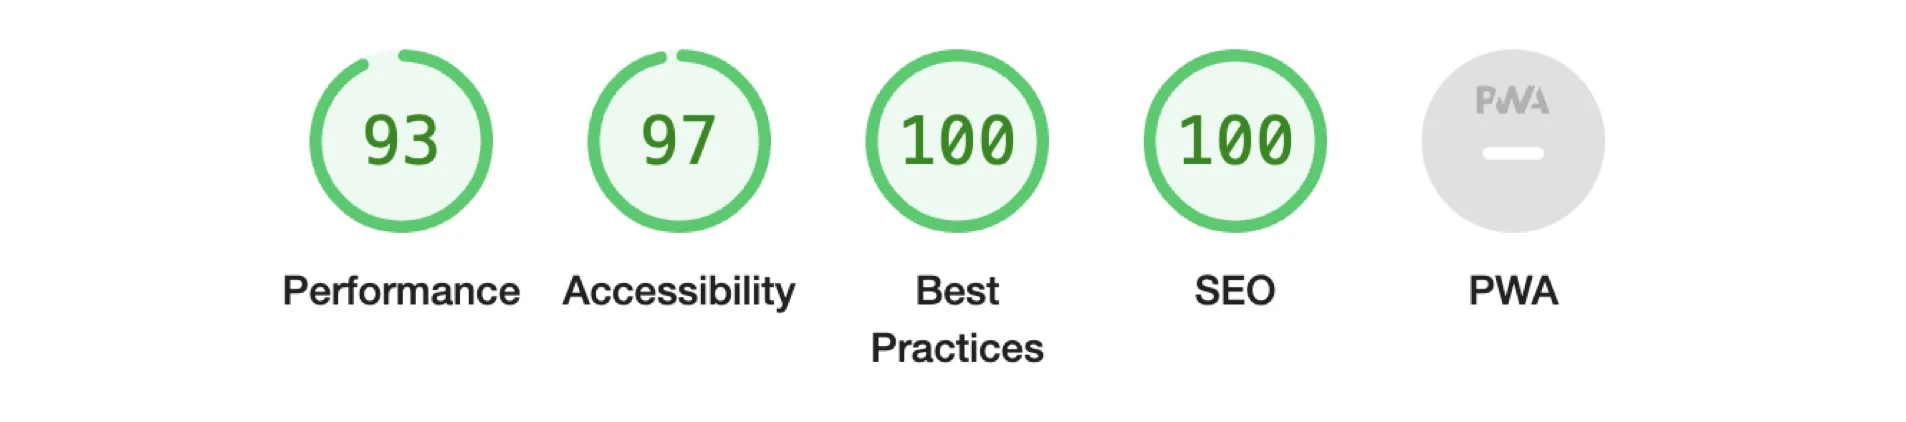 93
97
100
100
PWA
Performance
Accessibility
Best
Practices
SEO
PWA